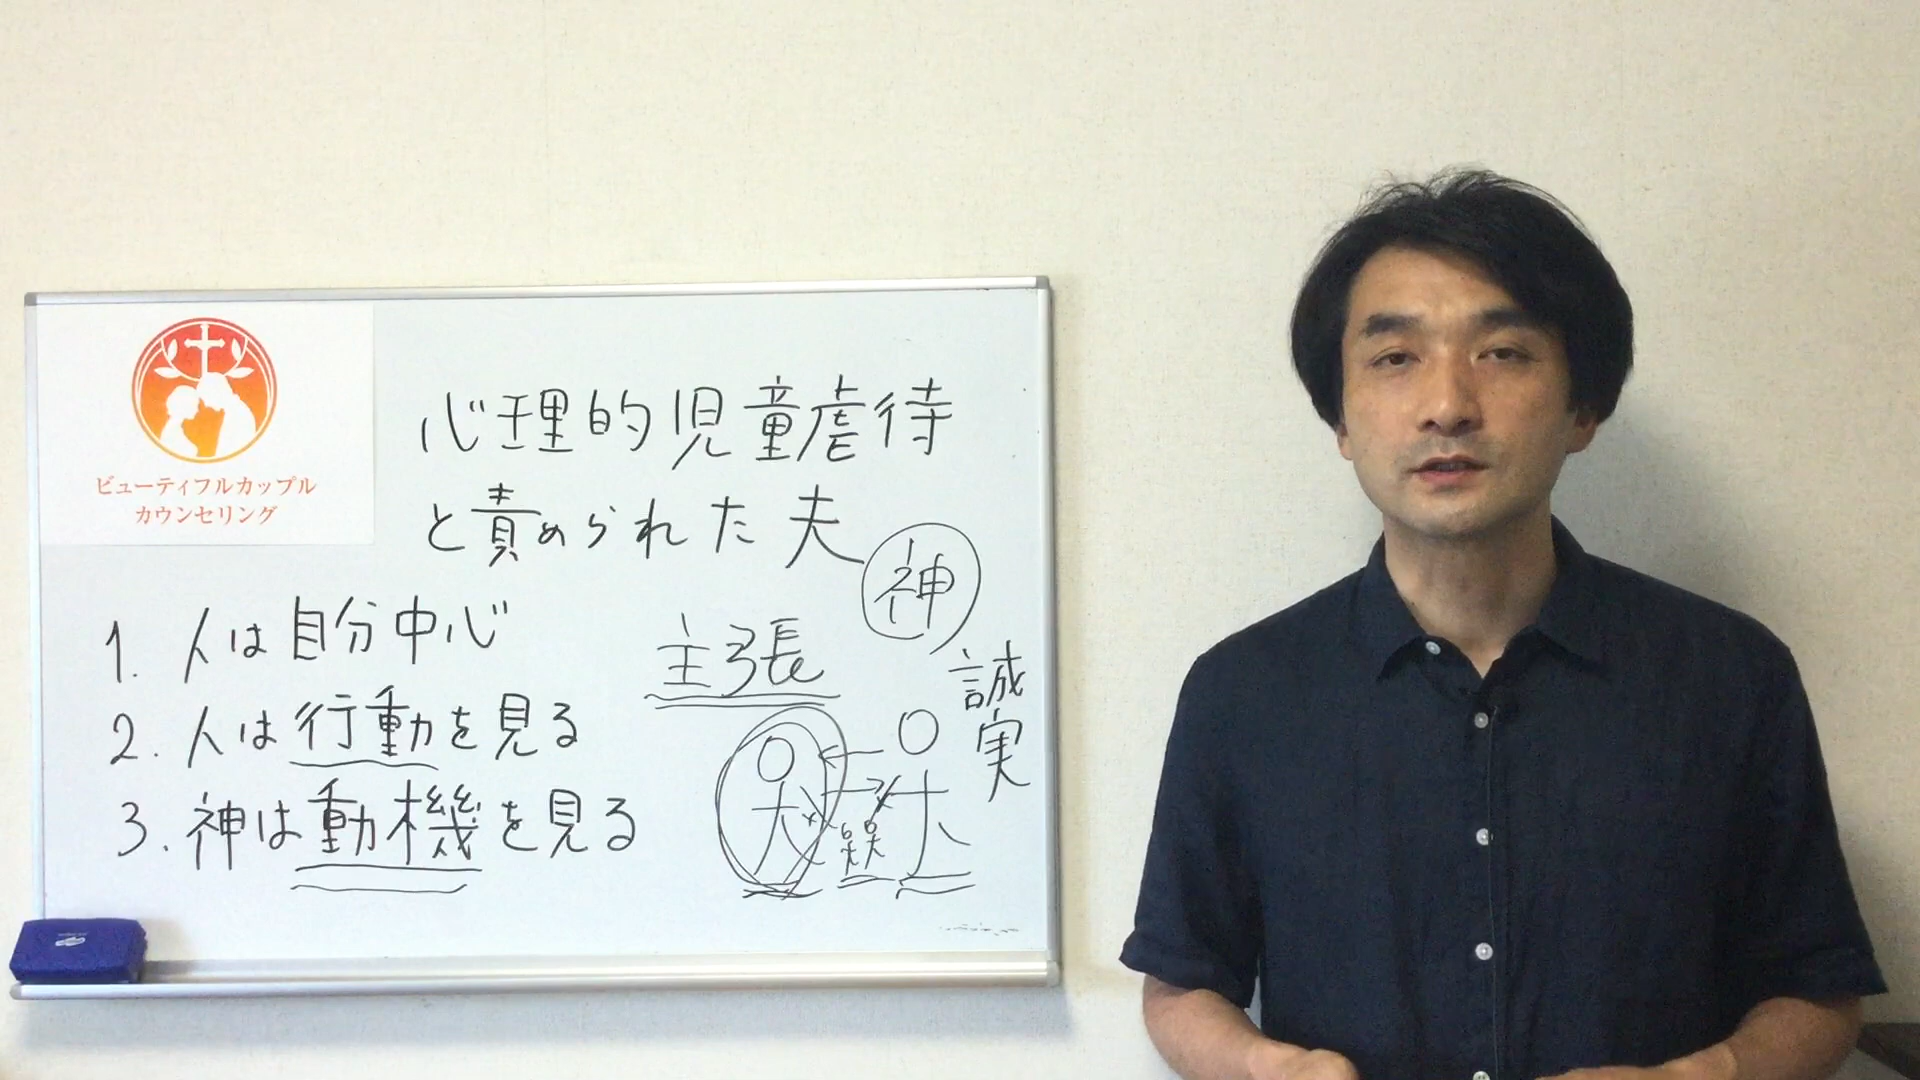 ビューティフルカップル
カウンセリング
心理的児童虐待
と責められた夫
神
1. 人は自分中心
主張
誠実
2. 人は行動を見る
3. 神は動機を見る